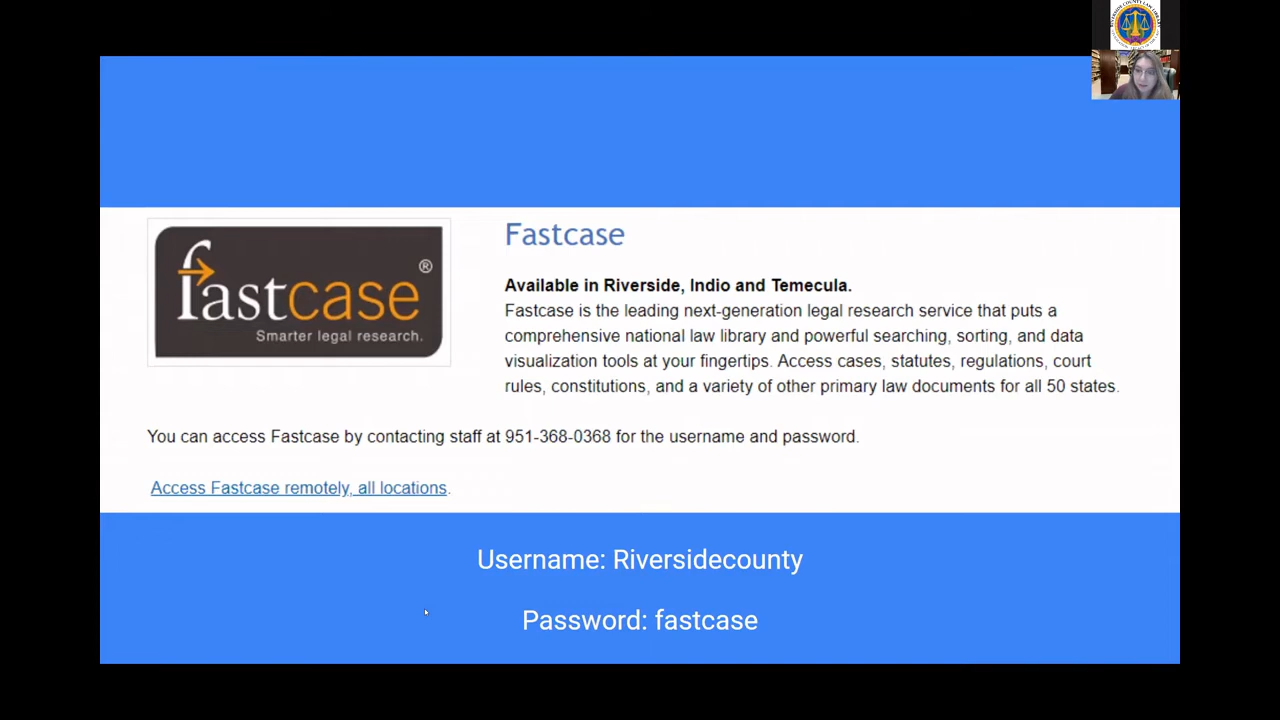 Fastcase
fastcase®
Smarter legal research.
Available in Riverside, Indio and Temecula.
Fastcase is the leading next-generation legal research service that puts a
comprehensive national law library and powerful searching, sorting, and data
visualization tools at your fingertips. Access cases, statutes, regulations, court
rules, constitutions, and a variety of other primary law documents for all 50 states.
You can access Fastcase by contacting staff at 951-368-0368 for the username and password.
Access Fastcase remotely, all locations.
Username: Riversidecounty
Password: fastcase